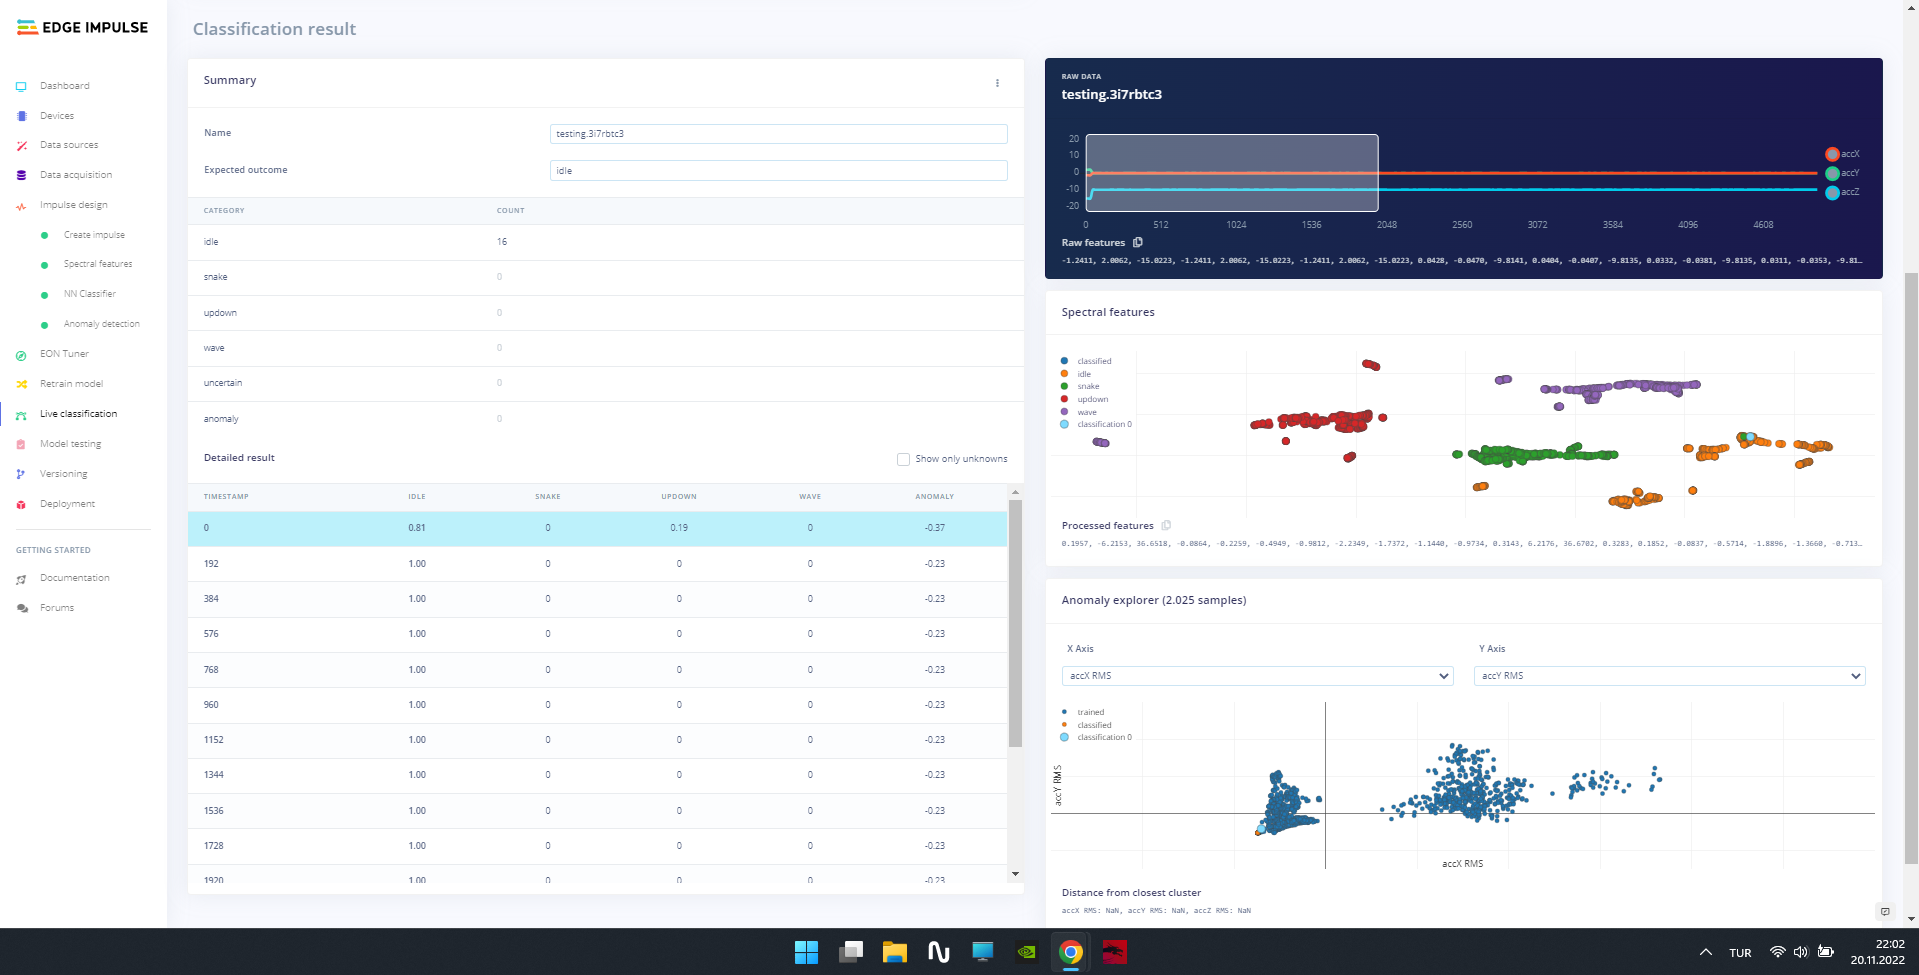 EDGE IMPULSE
Dashboard
Devices
Data sources
Data acquisition
Impulse design
Create impulse
Spectral features
NN Classifier
Anomaly detection
EON Tuner
Retrain model
Live classification
Model testing
Versioning
Deployment
GETTING STARTED
Documentation
Forums
Classification result
Summary
Name testing.3i7rbtc3
Expected outcome idle
CATEGORY COUNT
idle 16
snake 0
updown 0
wave 0
uncertain 0
anomaly 0
Detailed result Show only unknowns
TIMESTAMP IDLE SNAKE UPDOWN WAVE ANOMALY
0 0.81 0 0.19 0 -0.37
192 1.00 0 0 0 -0.23
384 1.00 0 0 0 -0.23
576 1.00 0 0 0 -0.23
768 1.00 0 0 0 -0.23
960 1.00 0 0 0 -0.23
1152 1.00 0 0 0 -0.23
1344 1.00 0 0 0 -0.23
1536 1.00 0 0 0 -0.23
1728 1.00 0 0 0 -0.23
1920 1.00 0 0 0 -0.23
RAW DATA
testing.3i7rbtc3
20
10
0
-10
-20
0 512 1024 1536 2048 2560 3072 3584 4096 4608
accX
accY
accZ
Raw features
-1.2411, 2.0062, -15.0223, -1.2411, 2.0062, -15.0223, -1.2411, 2.0062, -15.0223, 0.0428, -0.0470, -9.8141, 0.0404, -0.0407, -9.8135, 0.0332, -0.0381, -9.8135, 0.0311, -0.0353, -9.81…
Spectral features
classified
idle
snake
updown
wave
classification 0
Processed features
0.1957, -6.2153, 36.6518, -0.0864, -0.2259, -0.4949, -0.9812, -2.2349, -1.7372, -1.1440, -0.9734, 0.3143, 6.2176, 36.6702, 0.3283, 0.1852, -0.0837, -0.5714, -1.8896, -1.3660, -0.713…
Anomaly explorer (2.025 samples)
X Axis Y Axis
accX RMS accY RMS
trained
classified
classification 0
accY RMS
accX RMS
Distance from closest cluster
accX RMS: NaN, accY RMS: NaN, accZ RMS: NaN
TUR
22:02
20.11.2022